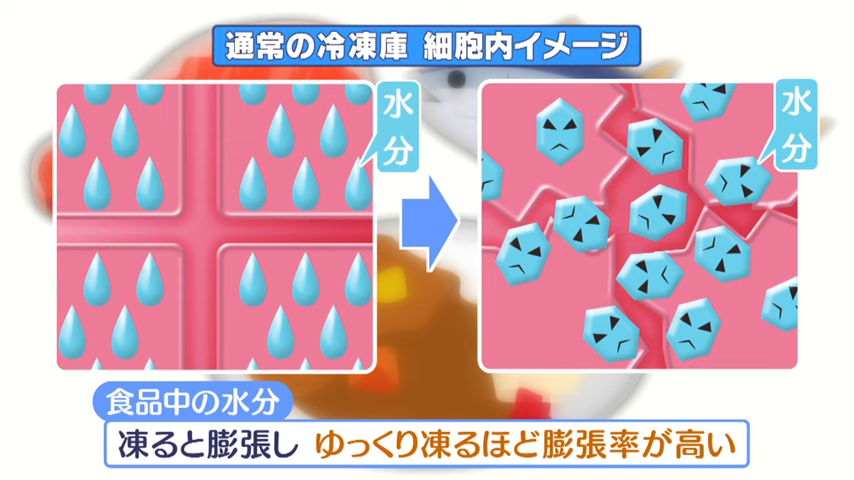 通常の冷凍庫 細胞内イメージ
水分
水分
食品中の水分
凍ると膨張し ゆっくり凍るほど膨張率が高い